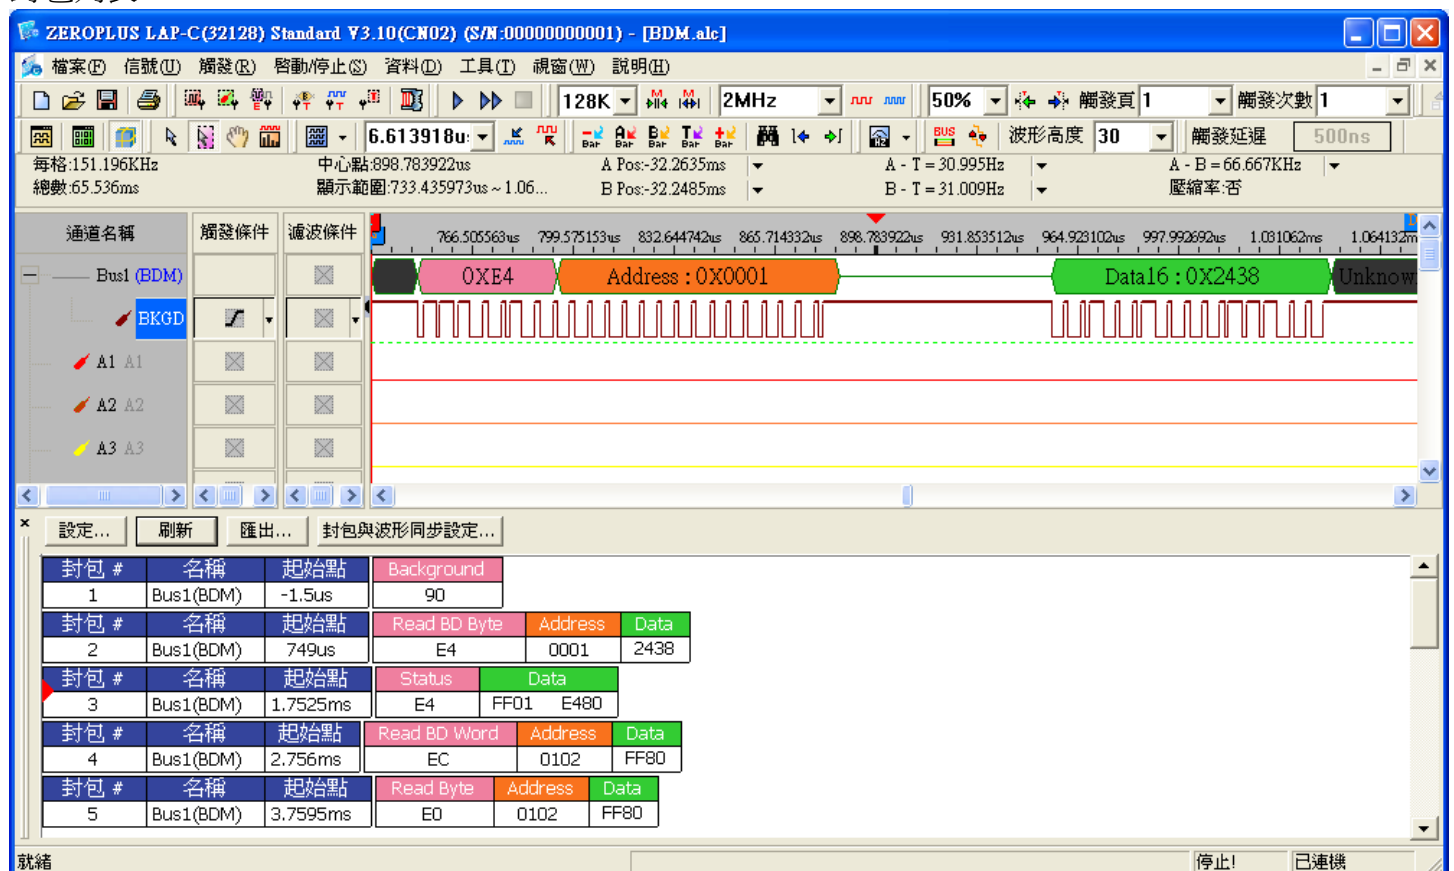 ZEROPLUS LAP-C(32128) Standard V3.10(CN02) (S/N:00000000001) - [BDM.alc]
檔案(F) 信號(U) 觸發(R) 啓動/停止(S) 資料(D) 工具(T) 視窗(W) 說明(H)
128K 2MHz 50% 觸發頁 1 觸發次數 1
6.613918u: Bar Bar Bar Bar Bar BUS 波形高度 30 觸發延遲 500ns
每格:151.196KHz 中心點:898.783922us A Pos:-32.2635ms A - T = 30.995Hz A - B = 66.667KHz
總數:65.536ms 顯示範圍:733.435973us ~ 1.06... B Pos:-32.2485ms B - T = 31.009Hz 壓縮率:否
通道名稱 觸發條件 濾波條件 766.505563us 799.575153us 832.644742us 865.714332us 898.783922us 931.853512us 964.923102us 997.992692us 1.031062ms 1.064132m
Bus1 (BDM) 0XE4 Address : 0X0001 Data16 : 0X2438 Unknow
BKGD
A1 A1
A2 A2
A3 A3
設定... 刷新 匯出... 封包與波形同步設定...
封包 # 名稱 起始點 Background
1 Bus1(BDM) -1.5us 90
封包 # 名稱 起始點 Read BD Byte Address Data
2 Bus1(BDM) 749us E4 0001 2438
封包 # 名稱 起始點 Status Data
3 Bus1(BDM) 1.7525ms E4 FF01 E480
封包 # 名稱 起始點 Read BD Word Address Data
4 Bus1(BDM) 2.756ms EC 0102 FF80
封包 # 名稱 起始點 Read Byte Address Data
5 Bus1(BDM) 3.7595ms E0 0102 FF80
就緒 停止! 已連機